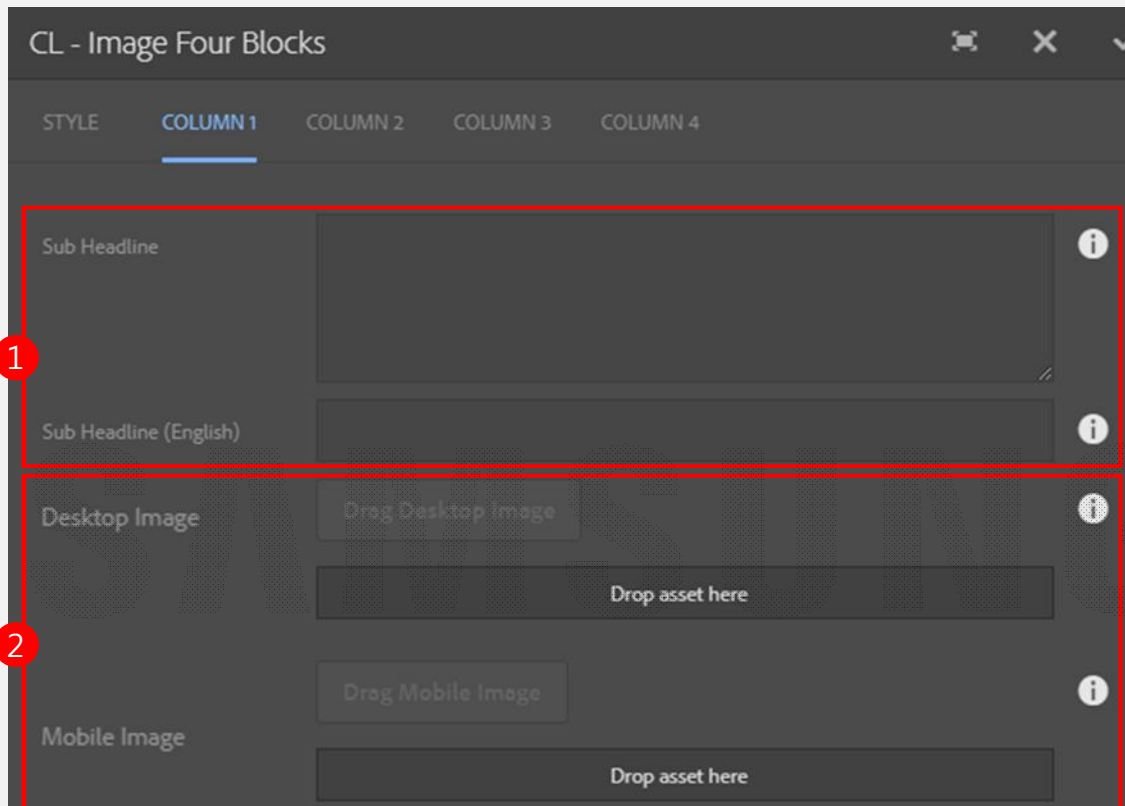 CL - Image Four Blocks
STYLE COLUMN 1 COLUMN 2 COLUMN 3 COLUMN 4
Sub Headline
1
Sub Headline (English)
SAMSUNG
Desktop Image Drag Desktop Image
Drop asset here
2
Drag Mobile Image
Mobile Image
Drop asset here